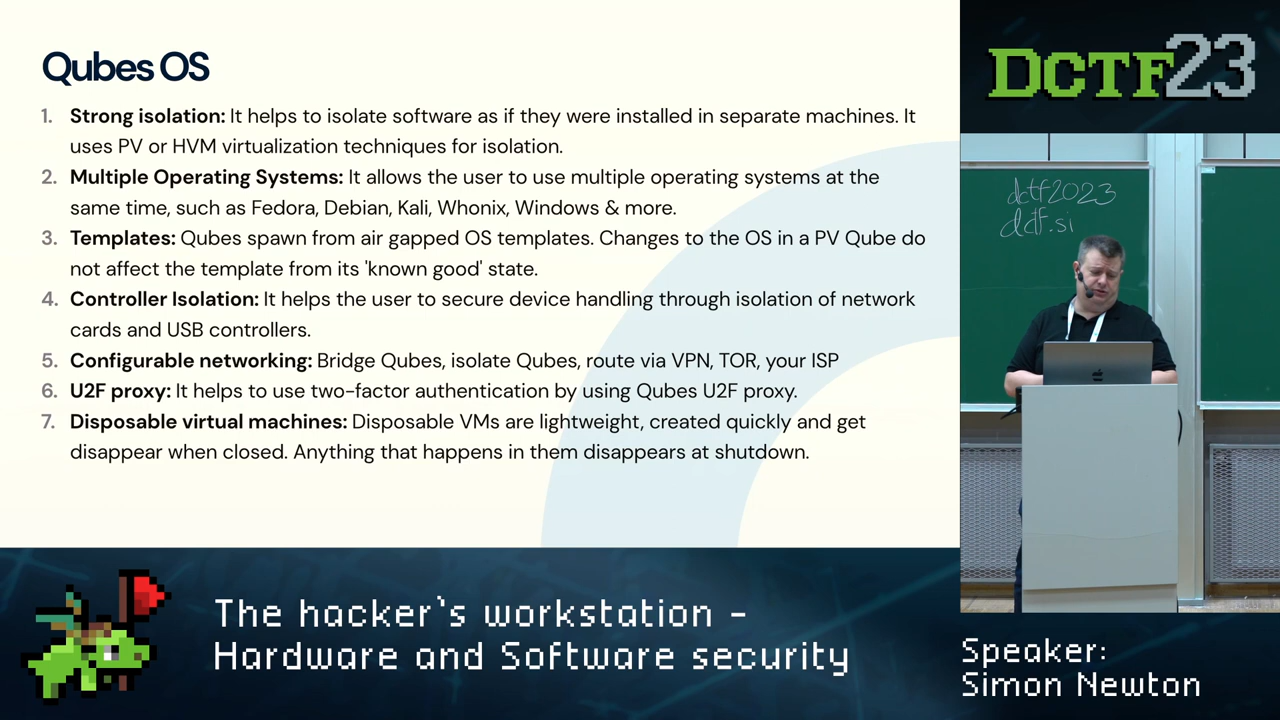 Qubes OS
1. Strong isolation: It helps to isolate software as if they were installed in separate machines. It
uses PV or HVM virtualization techniques for isolation.
2. Multiple Operating Systems: It allows the user to use multiple operating systems at the
same time, such as Fedora, Debian, Kali, Whonix, Windows & more.
3. Templates: Qubes spawn from air gapped OS templates. Changes to the OS in a PV Qube do
not affect the template from its 'known good' state.
4. Controller Isolation: It helps the user to secure device handling through isolation of network
cards and USB controllers.
5. Configurable networking: Bridge Qubes, isolate Qubes, route via VPN, TOR, your ISP
6. U2F proxy: It helps to use two-factor authentication by using Qubes U2F proxy.
7. Disposable virtual machines: Disposable VMs are lightweight, created quickly and get
disappear when closed. Anything that happens in them disappears at shutdown.
DCTF23
dctf2023
dctf.si
The hacker`s workstation -
Hardware and Software security
Speaker:
Simon Newton